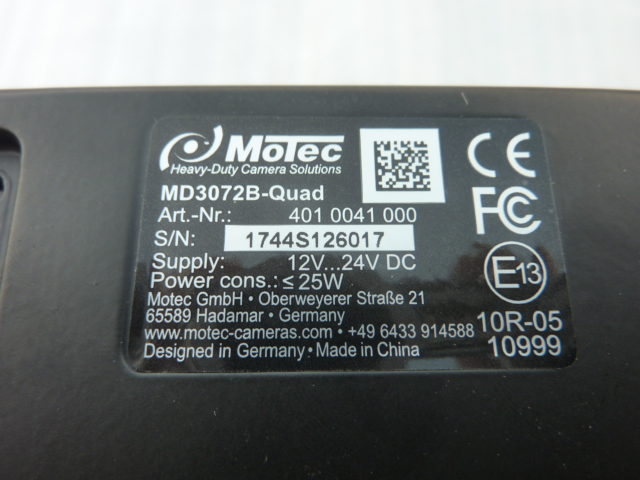 MoTec
Heavy-Duty Camera Solutions
MD3072B-Quad
Art.-Nr.: 401 0041 000
S/N: 1744S126017
Supply: 12V...24V DC
Power cons.: ≤ 25W
Motec GmbH • Oberweyerer Straße 21
65589 Hadamar • Germany
www.motec-cameras.com • +49 6433 914588
Designed in Germany • Made in China
CE
FC
E13
10R-05
10999